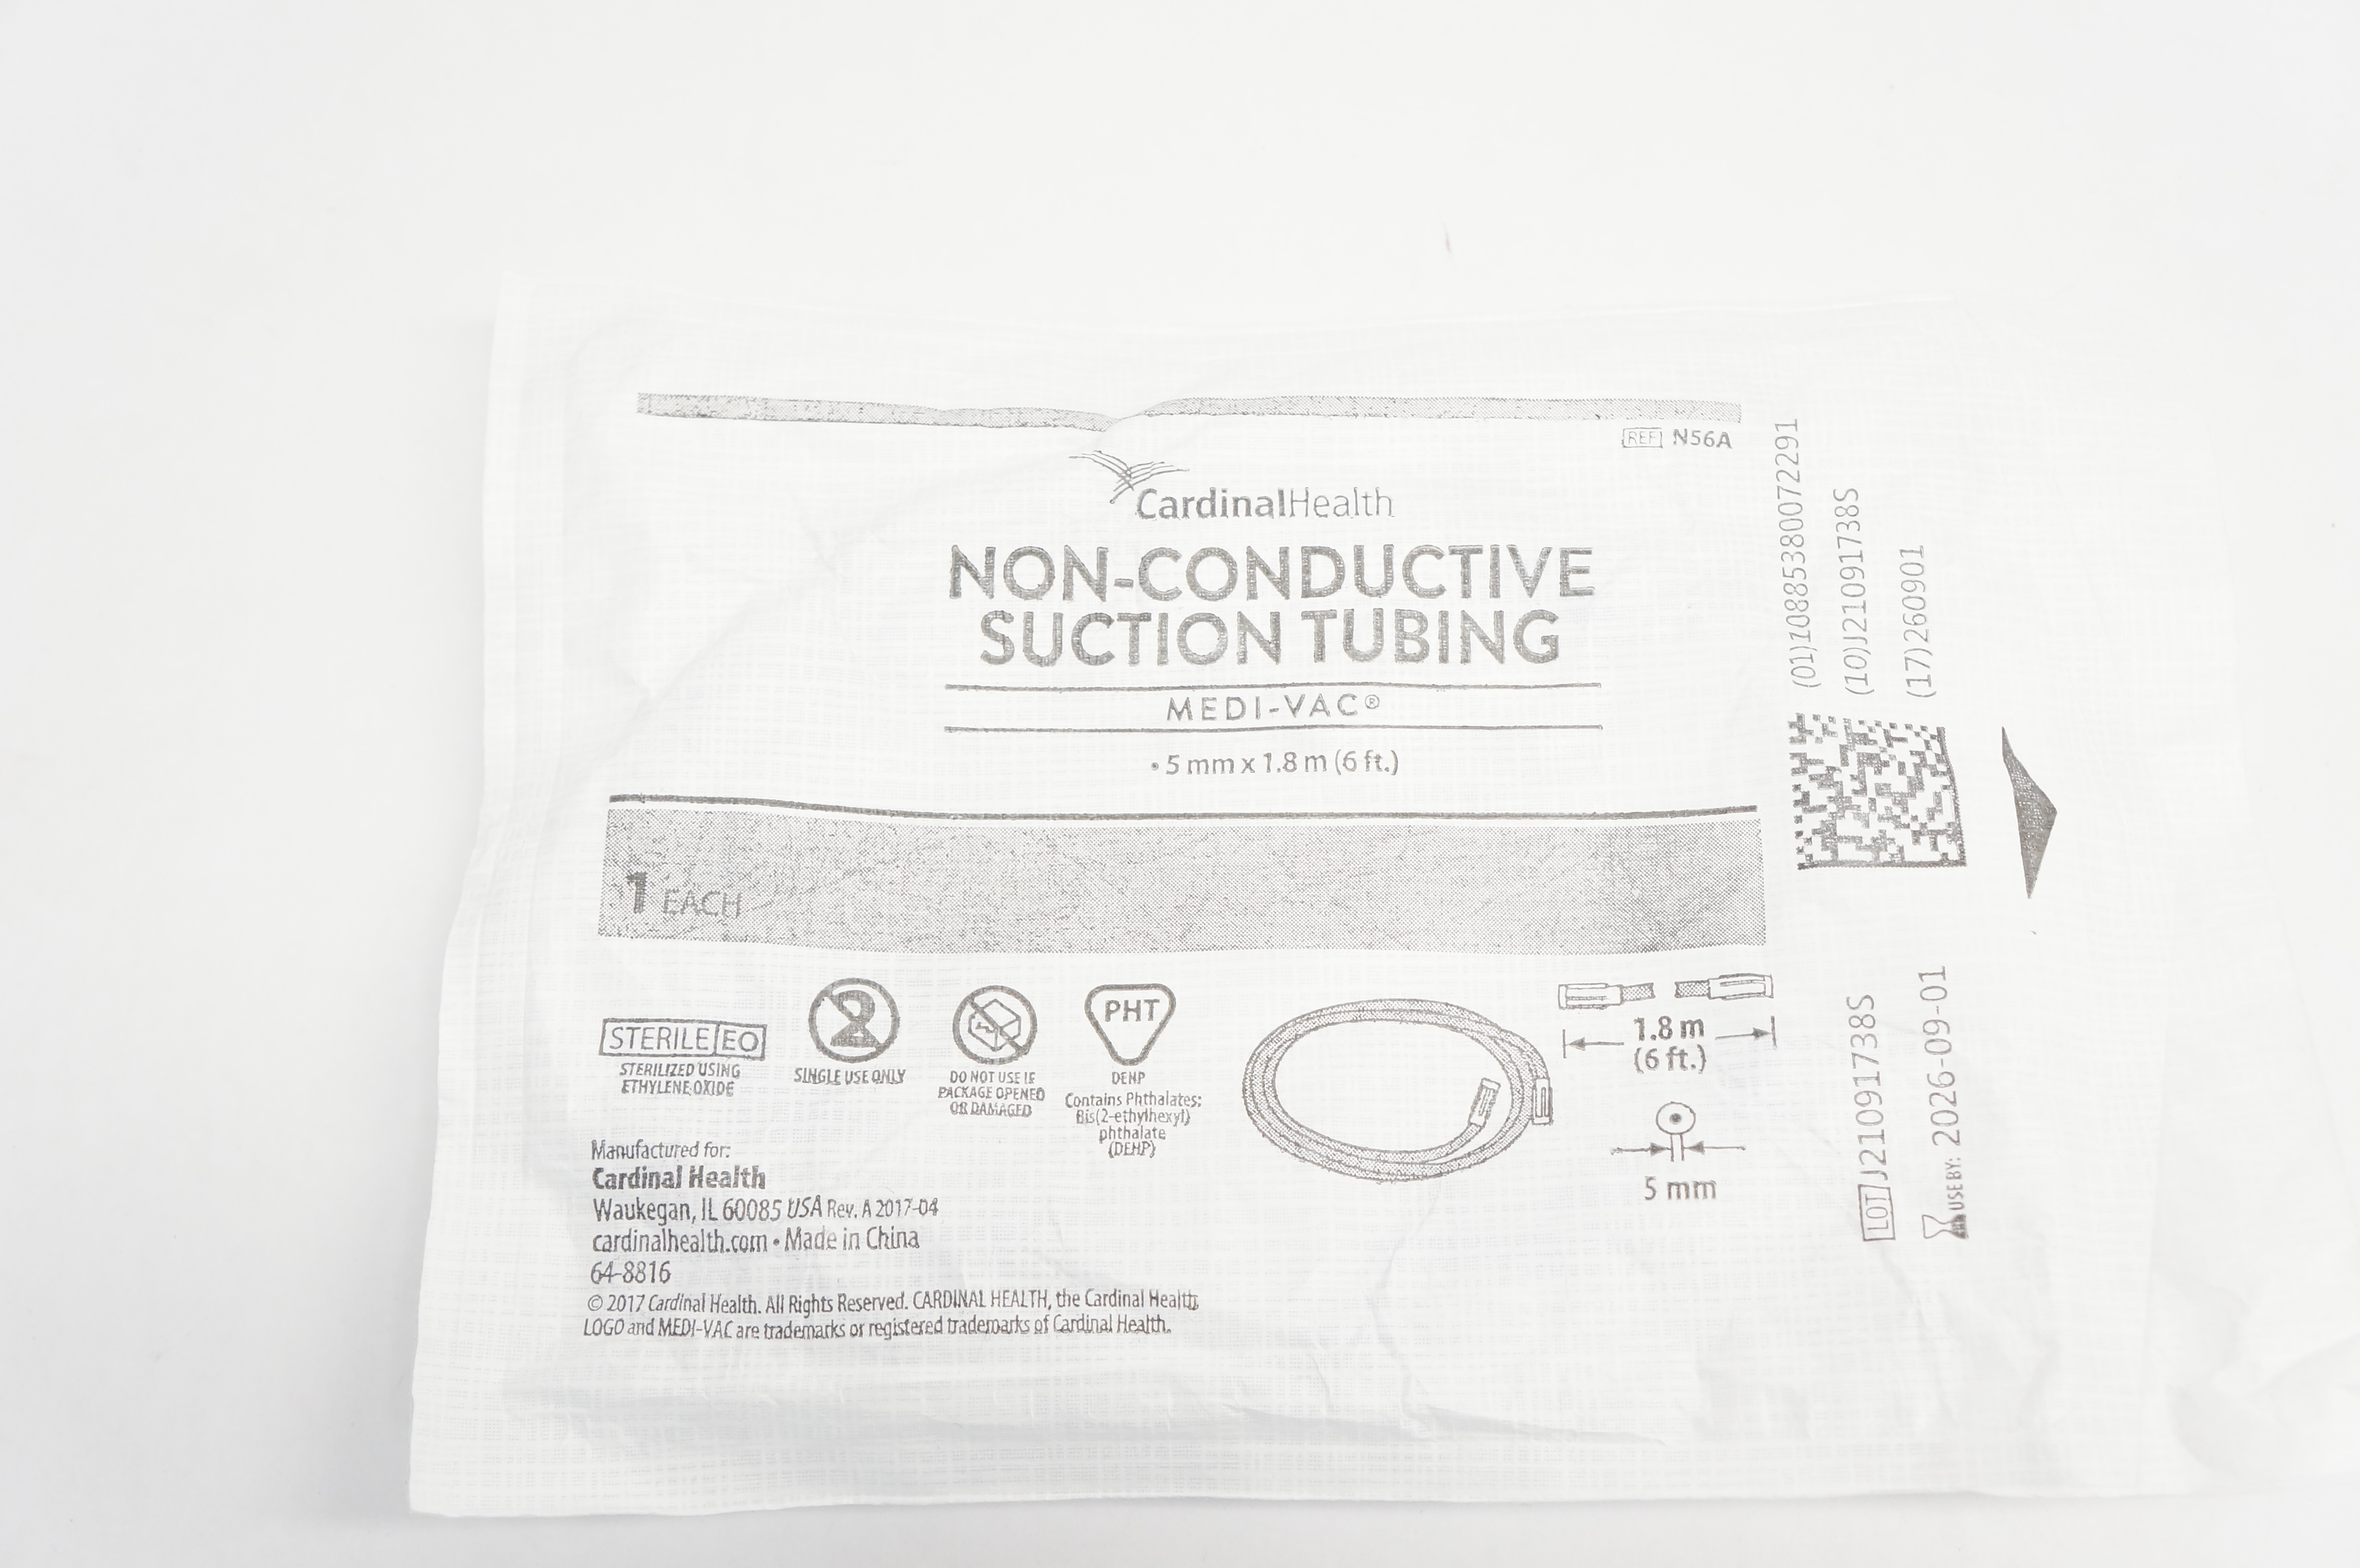 REF N56A
CardinalHealth
NON-CONDUCTIVE
SUCTION TUBING
MEDI-VAC®
• 5 mm x 1.8 m (6 ft.)
1 EACH
STERILE EO
STERILIZED USING
ETHYLENE OXIDE
2
SINGLE USE ONLY
DO NOT USE IF
PACKAGE OPENED
OR DAMAGED
PHT
DEHP
Contains Phthalates:
Bis(2-ethylhexyl)
phthalate
(DEHP)
1.8 m
(6 ft.)
5 mm
Manufactured for:
Cardinal Health
Waukegan, IL 60085 USA Rev. A 2017-04
cardinalhealth.com • Made in China
64-8816
© 2017 Cardinal Health. All Rights Reserved. CARDINAL HEALTH, the Cardinal Health
LOGO and MEDI-VAC are trademarks or registered trademarks of Cardinal Health.
(01)10885380072291
(10)J21091738S
(17)260901
LOT J21091738S
USE BY: 2026-09-01